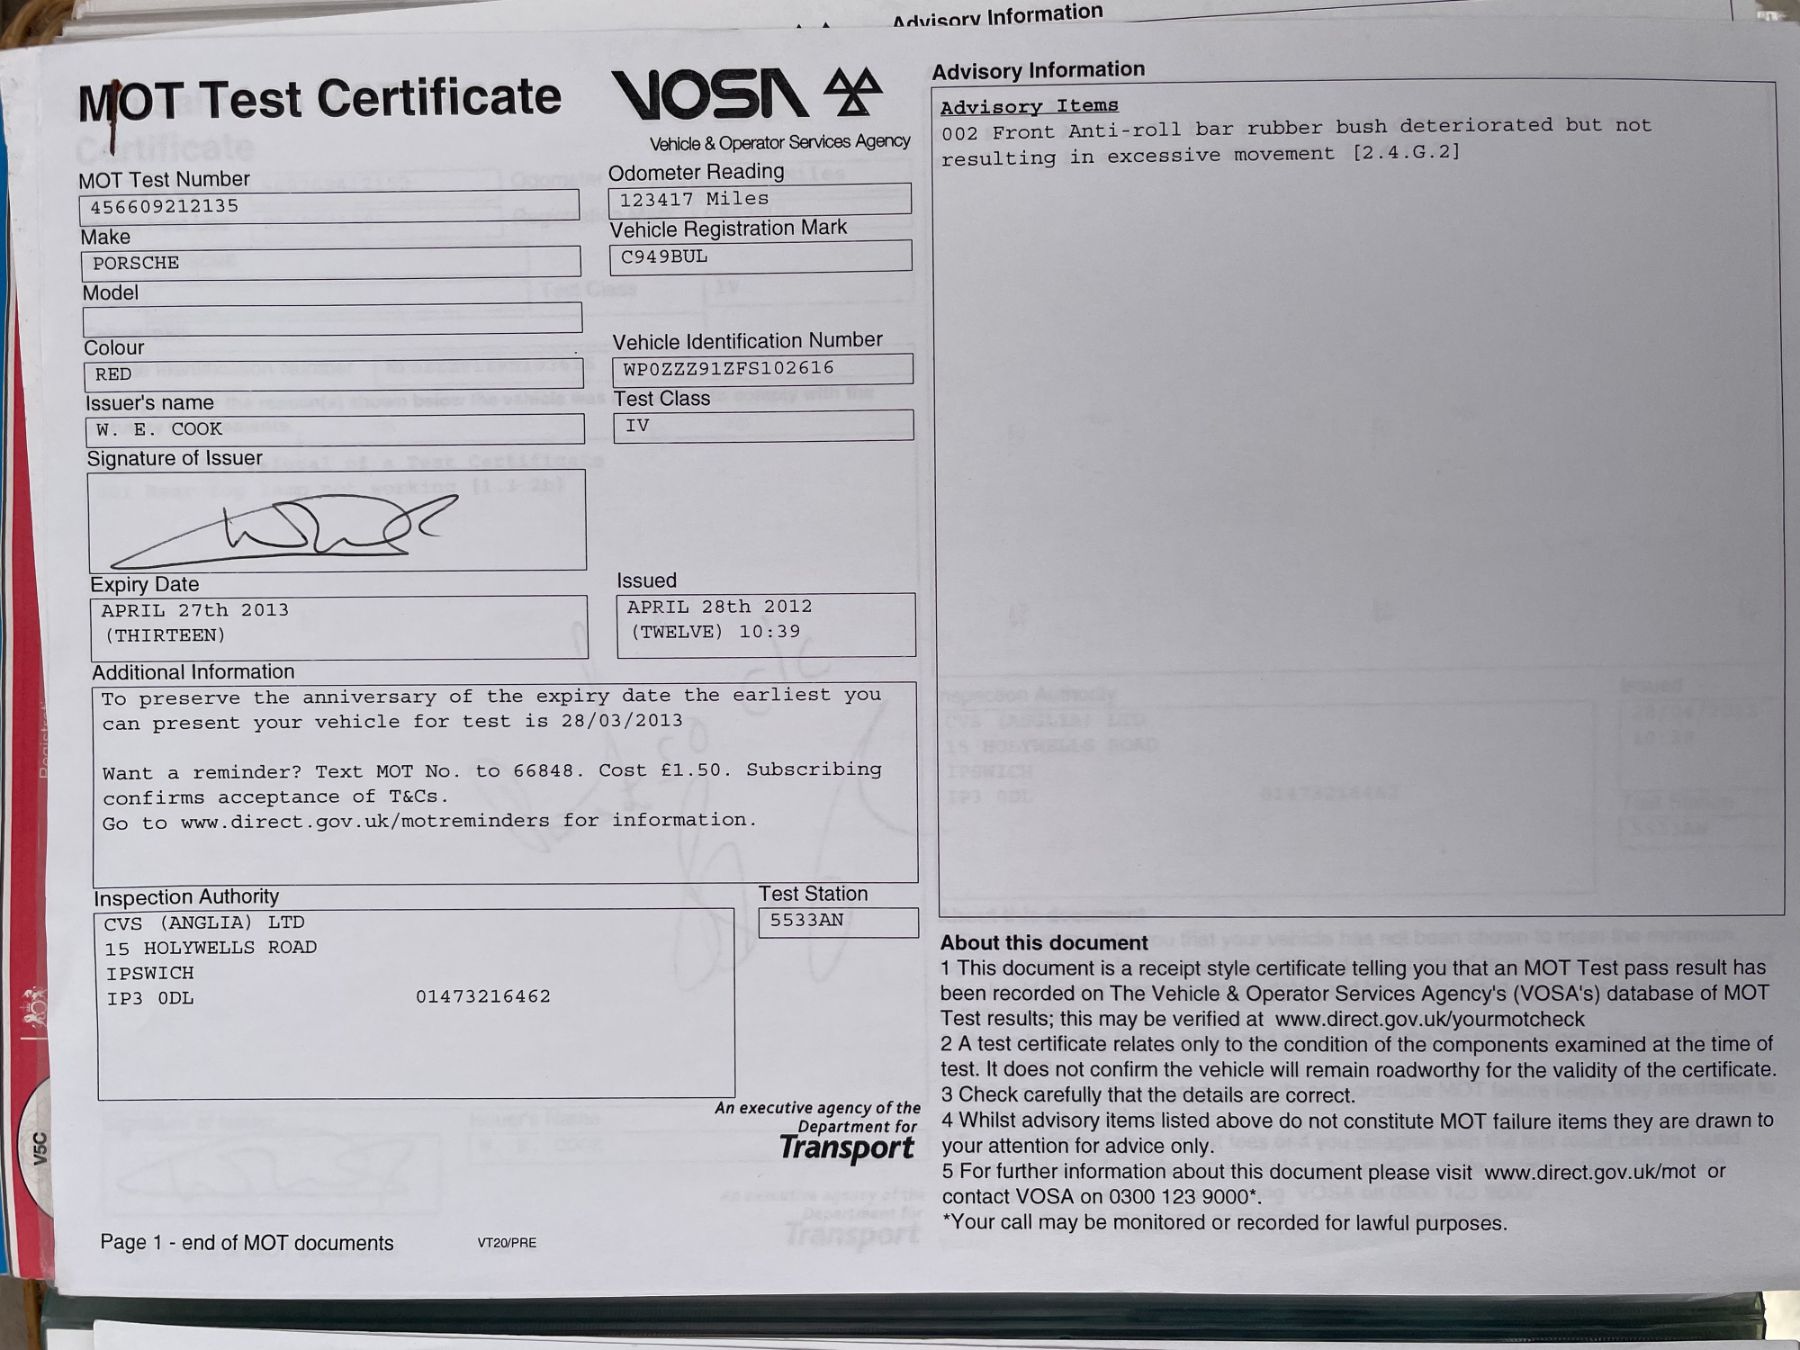 Advisory Information
MOT Test Certificate
VOSA
Vehicle & Operator Services Agency
MOT Test Number
456609212135
Odometer Reading
123417 Miles
Make
PORSCHE
Vehicle Registration Mark
C949BUL
Model
Colour
RED
Vehicle Identification Number
WP0ZZZ91ZFS102616
Issuer's name
W. E. COOK
Test Class
IV
Signature of Issuer
Expiry Date
APRIL 27th 2013
(THIRTEEN)
Issued
APRIL 28th 2012
(TWELVE) 10:39
Additional Information
To preserve the anniversary of the expiry date the earliest you
can present your vehicle for test is 28/03/2013
Want a reminder? Text MOT No. to 66848. Cost £1.50. Subscribing
confirms acceptance of T&Cs.
Go to www.direct.gov.uk/motreminders for information.
Inspection Authority
CVS (ANGLIA) LTD
15 HOLYWELLS ROAD
IPSWICH
IP3 0DL 01473216462
Test Station
5533AN
An executive agency of the
Department for
Transport
Page 1 - end of MOT documents
VT20/PRE
Advisory Information
Advisory Items
002 Front Anti-roll bar rubber bush deteriorated but not
resulting in excessive movement [2.4.G.2]
About this document
1 This document is a receipt style certificate telling you that an MOT Test pass result has
been recorded on The Vehicle & Operator Services Agency's (VOSA's) database of MOT
Test results; this may be verified at www.direct.gov.uk/yourmotcheck
2 A test certificate relates only to the condition of the components examined at the time of
test. It does not confirm the vehicle will remain roadworthy for the validity of the certificate.
3 Check carefully that the details are correct.
4 Whilst advisory items listed above do not constitute MOT failure items they are drawn to
your attention for advice only.
5 For further information about this document please visit www.direct.gov.uk/mot or
contact VOSA on 0300 123 9000*.
*Your call may be monitored or recorded for lawful purposes.
V5C